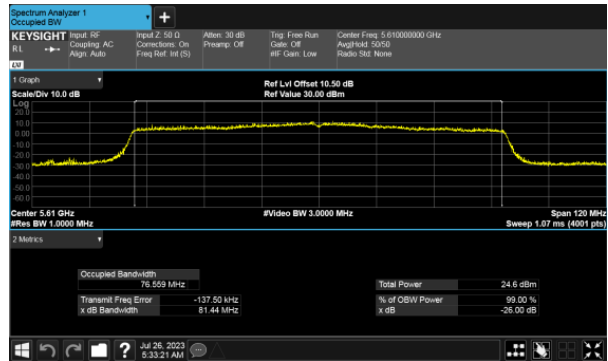 Spectrum Analyzer 1
Occupied BW
+
KEYSIGHT Input: RF Input Z: 50 Ω Atten: 30 dB Trig: Free Run Center Freq: 5.610000000 GHz
R L Coupling: AC Corrections: On Preamp: Off Gate: Off Avg|Hold: 50/50
Align: Auto Freq Ref: Int (S) #IF Gain: Low Radio Std: None
LXI
1 Graph
Ref Lvl Offset 10.50 dB
Scale/Div 10.0 dB Ref Value 30.00 dBm
Log
20.0
10.0
0.00
-10.0
-20.0
-30.0
-40.0
-50.0
-60.0
Center 5.61 GHz #Video BW 3.0000 MHz Span 120 MHz
#Res BW 1.0000 MHz Sweep 1.07 ms (4001 pts)
2 Metrics
Occupied Bandwidth
76.559 MHz Total Power 24.6 dBm
Transmit Freq Error -137.50 kHz % of OBW Power 99.00 %
x dB Bandwidth 81.44 MHz x dB -26.00 dB
Jul 26, 2023
5:33:21 AM